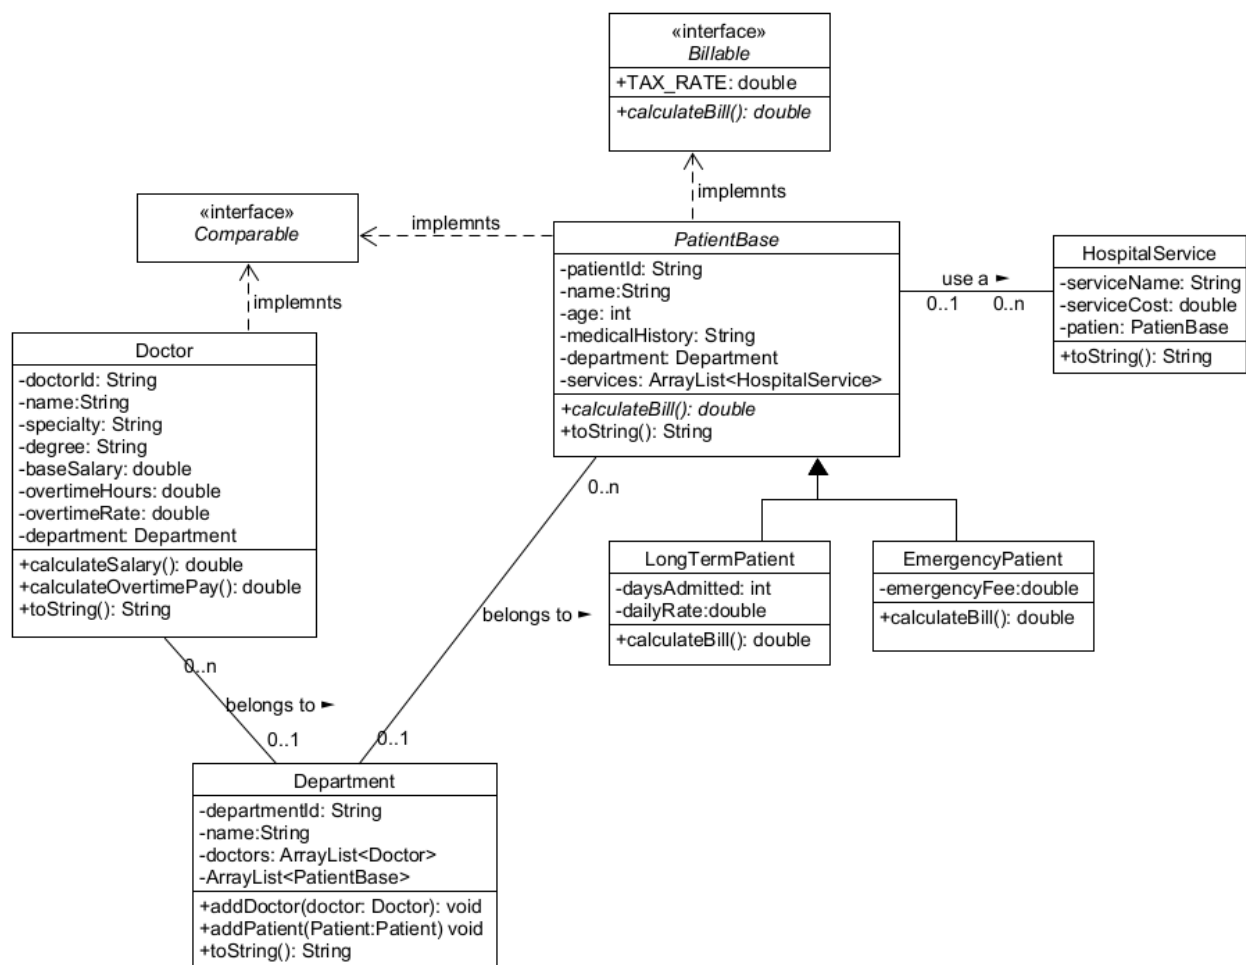 «interface»
Billable
+TAX_RATE: double
+calculateBill(): double
implemnts
«interface»
Comparable
implemnts
implemnts
PatientBase
-patientId: String
-name:String
-age: int
-medicalHistory: String
-department: Department
-services: ArrayList<HospitalService>
+calculateBill(): double
+toString(): String
use a ►
0..1
0..n
HospitalService
-serviceName: String
-serviceCost: double
-patien: PatienBase
+toString(): String
Doctor
-doctorId: String
-name:String
-specialty: String
-degree: String
-baseSalary: double
-overtimeHours: double
-overtimeRate: double
-department: Department
+calculateSalary(): double
+calculateOvertimePay(): double
+toString(): String
0..n
LongTermPatient
-daysAdmitted: int
-dailyRate:double
+calculateBill(): double
EmergencyPatient
-emergencyFee:double
+calculateBill(): double
belongs to ►
0..n
belongs to ►
0..1
0..1
Department
-departmentId: String
-name:String
-doctors: ArrayList<Doctor>
-ArrayList<PatientBase>
+addDoctor(doctor: Doctor): void
+addPatient(Patient:Patient) void
+toString(): String